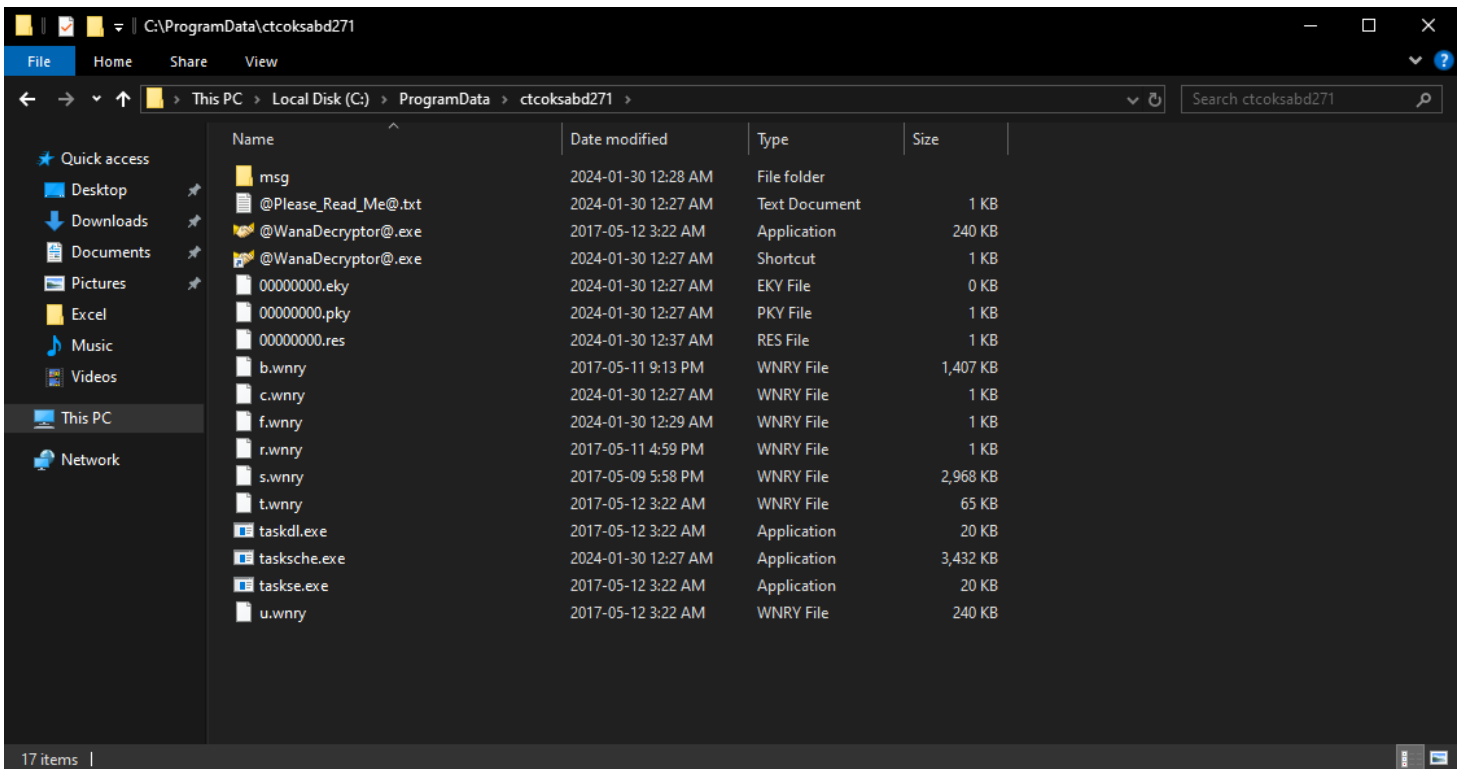 C:\ProgramData\ctcoksabd271
File Home Share View
This PC > Local Disk (C:) > ProgramData > ctcoksabd271 >
Search ctcoksabd271
Name Date modified Type Size
Quick access
Desktop
Downloads
Documents
Pictures
Excel
Music
Videos
This PC
Network
msg 2024-01-30 12:28 AM File folder
@Please_Read_Me@.txt 2024-01-30 12:27 AM Text Document 1 KB
@WanaDecryptor@.exe 2017-05-12 3:22 AM Application 240 KB
@WanaDecryptor@.exe 2024-01-30 12:27 AM Shortcut 1 KB
00000000.eky 2024-01-30 12:27 AM EKY File 0 KB
00000000.pky 2024-01-30 12:27 AM PKY File 1 KB
00000000.res 2024-01-30 12:37 AM RES File 1 KB
b.wnry 2017-05-11 9:13 PM WNRY File 1,407 KB
c.wnry 2024-01-30 12:27 AM WNRY File 1 KB
f.wnry 2024-01-30 12:29 AM WNRY File 1 KB
r.wnry 2017-05-11 4:59 PM WNRY File 1 KB
s.wnry 2017-05-09 5:58 PM WNRY File 2,968 KB
t.wnry 2017-05-12 3:22 AM WNRY File 65 KB
taskdl.exe 2017-05-12 3:22 AM Application 20 KB
tasksche.exe 2024-01-30 12:27 AM Application 3,432 KB
taskse.exe 2017-05-12 3:22 AM Application 20 KB
u.wnry 2017-05-12 3:22 AM WNRY File 240 KB
17 items